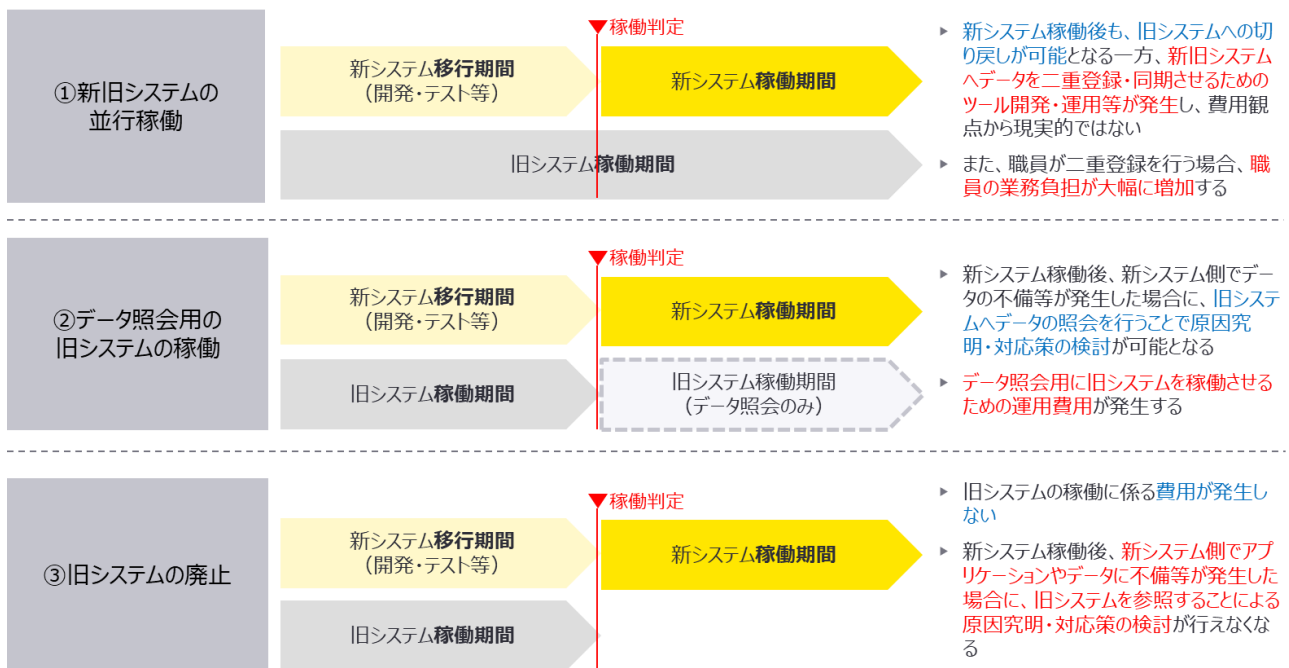 ①新旧システムの
並行稼働
▼稼働判定
新システム移行期間
(開発・テスト等)
新システム稼働期間
旧システム稼働期間
新システム稼働後も、旧システムへの切
り戻しが可能となる一方、新旧システム
へデータを二重登録・同期させるための
ツール開発・運用等が発生し、費用観
点から現実的ではない
また、職員が二重登録を行う場合、職
員の業務負担が大幅に増加する
②データ照会用の
旧システムの稼働
▼稼働判定
新システム移行期間
(開発・テスト等)
新システム稼働期間
旧システム稼働期間
旧システム稼働期間
(データ照会のみ)
新システム稼働後、新システム側でデー
タの不備等が発生した場合に、旧システ
ムへデータの照会を行うことで原因究
明・対応策の検討が可能となる
データ照会用に旧システムを稼働させる
ための運用費用が発生する
③旧システムの廃止
▼稼働判定
新システム移行期間
(開発・テスト等)
新システム稼働期間
旧システム稼働期間
旧システムの稼働に係る費用が発生し
ない
新システム稼働後、新システム側でアプ
リケーションやデータに不備等が発生した
場合に、旧システムを参照することによる
原因究明・対応策の検討が行えなくな
る